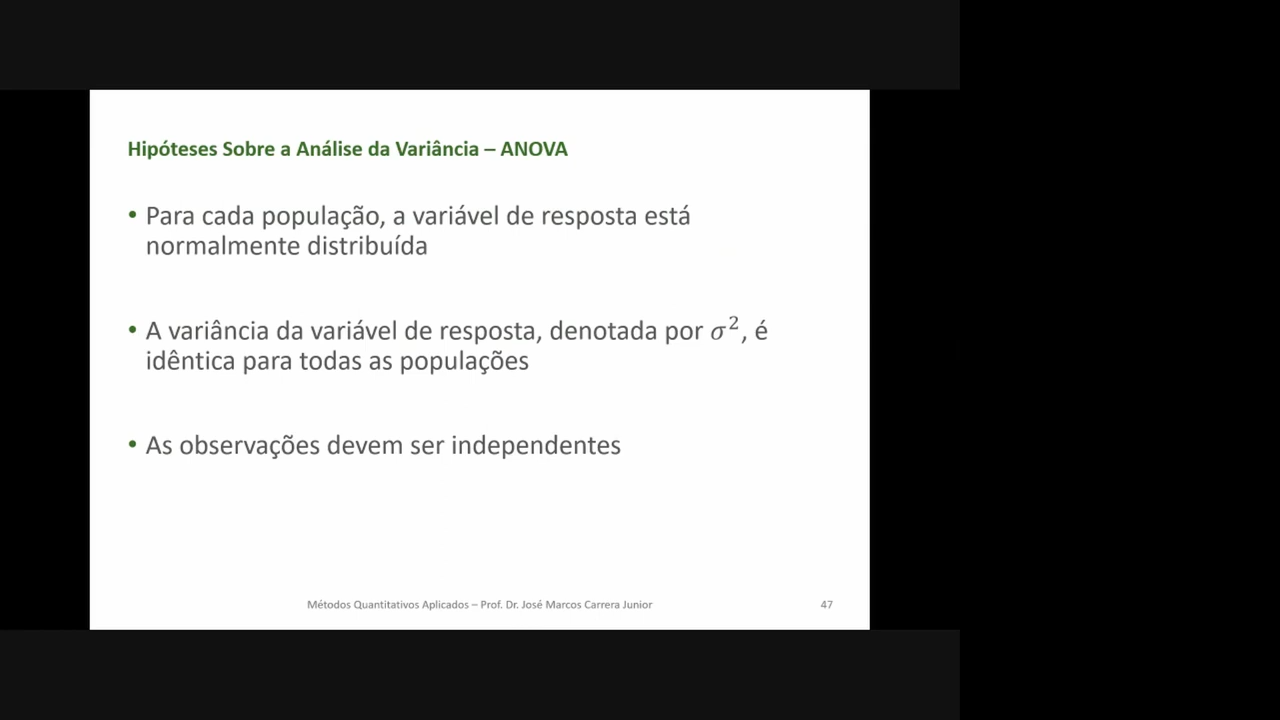 Hipóteses Sobre a Análise da Variância – ANOVA
• Para cada população, a variável de resposta está
normalmente distribuída
• A variância da variável de resposta, denotada por σ², é
idêntica para todas as populações
• As observações devem ser independentes
Métodos Quantitativos Aplicados – Prof. Dr. José Marcos Carrera Junior
47